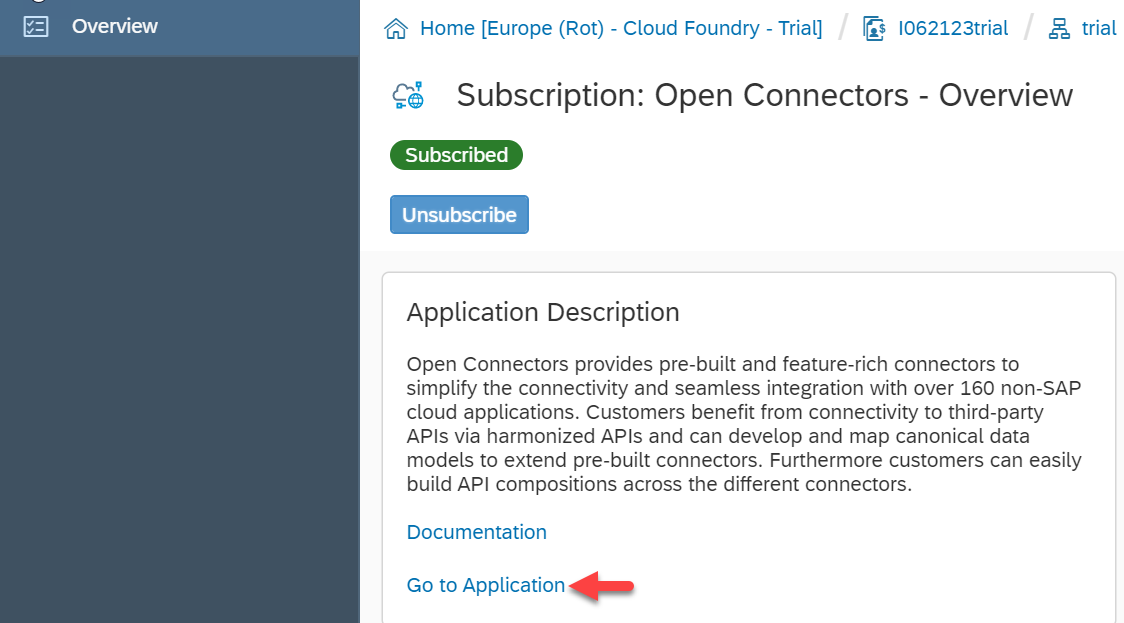 Overview
Home [Europe (Rot) - Cloud Foundry - Trial] / I062123trial / trial
Subscription: Open Connectors - Overview
Subscribed
Unsubscribe
Application Description
Open Connectors provides pre-built and feature-rich connectors to
simplify the connectivity and seamless integration with over 160 non-SAP
cloud applications. Customers benefit from connectivity to third-party
APIs via harmonized APIs and can develop and map canonical data
models to extend pre-built connectors. Furthermore customers can easily
build API compositions across the different connectors.
Documentation
Go to Application